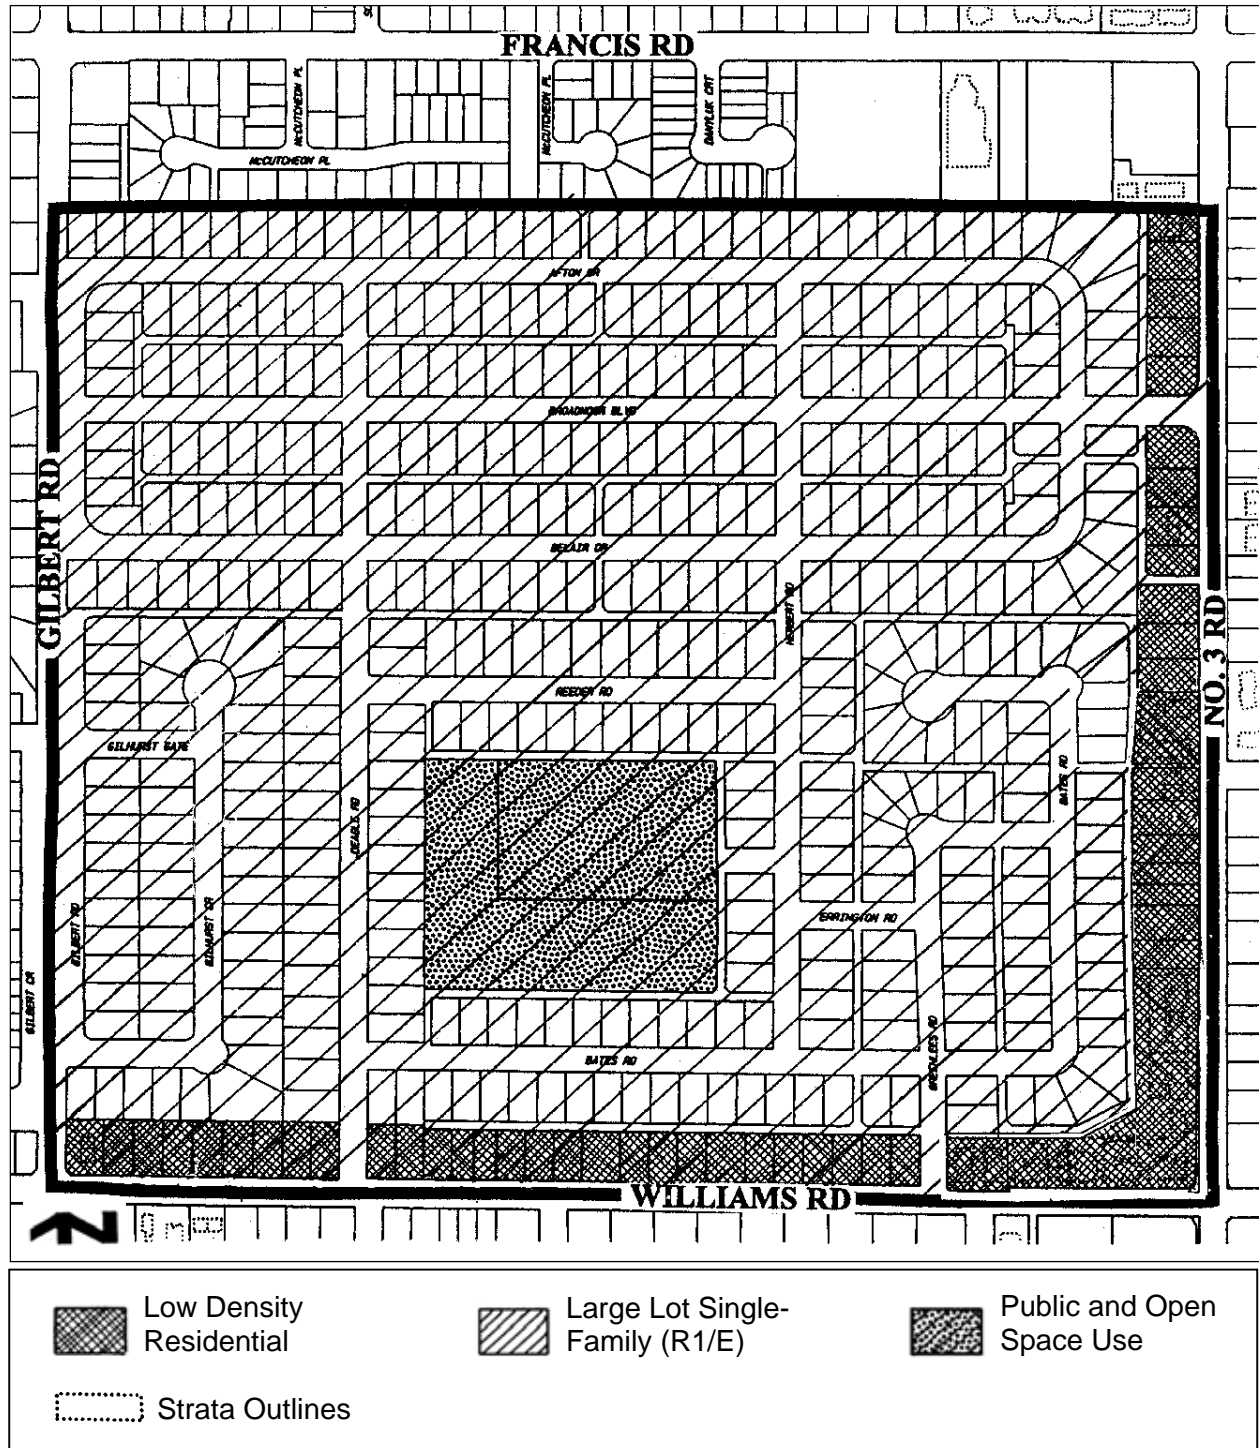 FRANCIS RD
McCUTCHEON PL
McCUTCHEON PL
DANYLUK CRT
McCUTCHEON PL
AFTON DR
BROADMOOR BLVD
GILBERT RD
BELAIR DR
HERBERT RD
NO. 3 RD
REEDER RD
GILHURST GATE
BATES RD
DEAGLE RD
ERRINGTON RD
GILBERT RD
GILHURST CR
GILBERT CR
BATES RD
WILLIAMS RD
Low Density
Residential
Large Lot Single-
Family (R1/E)
Public and Open
Space Use
Strata Outlines